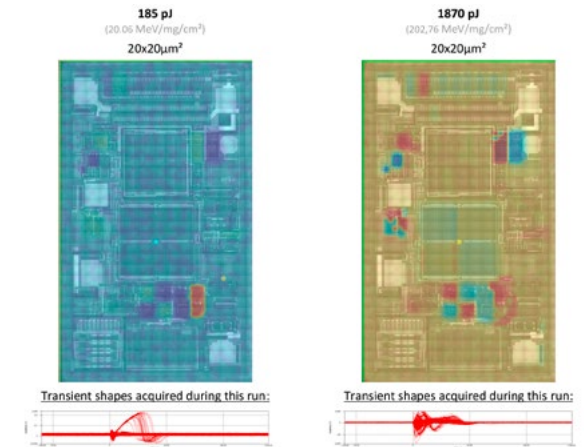 185 pJ
(20.06 MeV/mg/cm²)
20x20µm²
Transient shapes acquired during this run:
1870 pJ
(202,76 MeV/mg/cm²)
20x20µm²
Transient shapes acquired during this run: